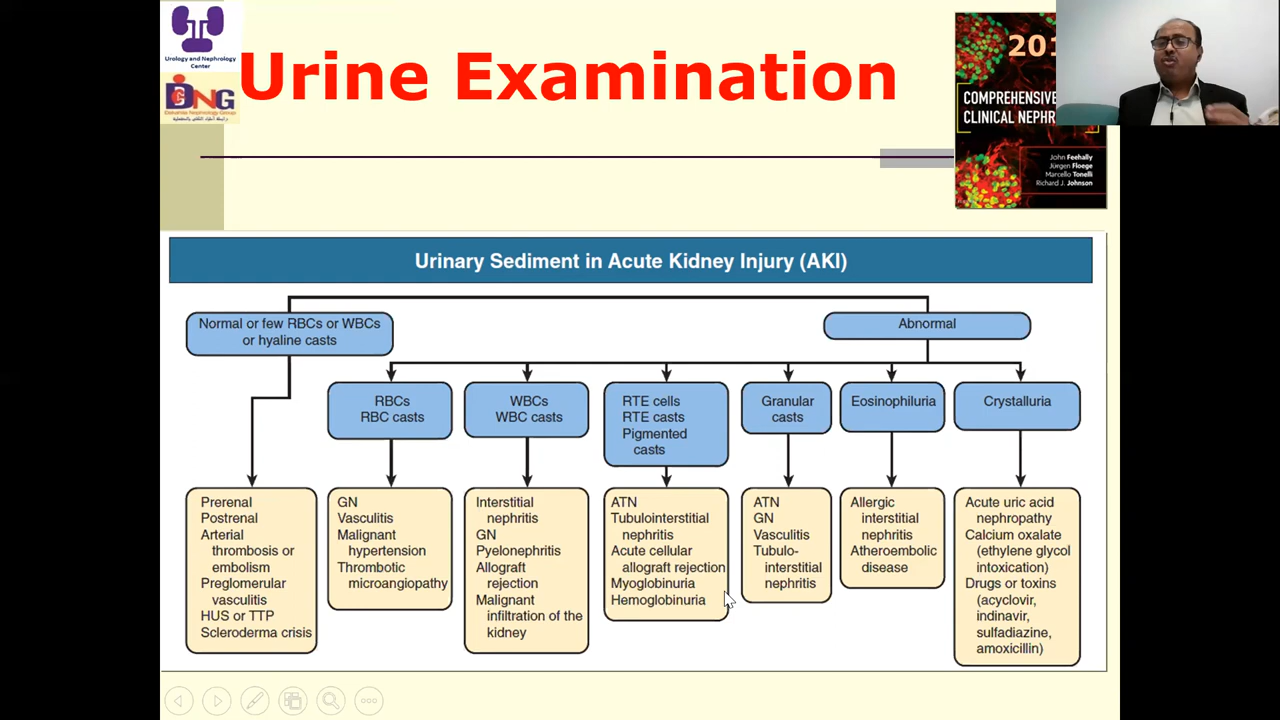 Urology and Nephrology
Center
DNG
Dakahlia Nephrology Group
Urine Examination
201
COMPREHENSIVE
CLINICAL NEPHR
John Feehally
Jürgen Floege
Marcello Tonelli
Richard J. Johnson
Urinary Sediment in Acute Kidney Injury (AKI)
Normal or few RBCs or WBCs
or hyaline casts
Abnormal
RBCs
RBC casts
WBCs
WBC casts
RTE cells
RTE casts
Pigmented
casts
Granular
casts
Eosinophiluria
Crystalluria
Prerenal
Postrenal
Arterial
thrombosis or
embolism
Preglomerular
vasculitis
HUS or TTP
Scleroderma crisis
GN
Vasculitis
Malignant
hypertension
Thrombotic
microangiopathy
Interstitial
nephritis
GN
Pyelonephritis
Allograft
rejection
Malignant
infiltration of the
kidney
ATN
Tubulointerstitial
nephritis
Acute cellular
allograft rejection
Myoglobinuria
Hemoglobinuria
ATN
GN
Vasculitis
Tubulo-
interstitial
nephritis
Allergic
interstitial
nephritis
Atheroembolic
disease
Acute uric acid
nephropathy
Calcium oxalate
(ethylene glycol
intoxication)
Drugs or toxins
(acyclovir,
indinavir,
sulfadiazine,
amoxicillin)